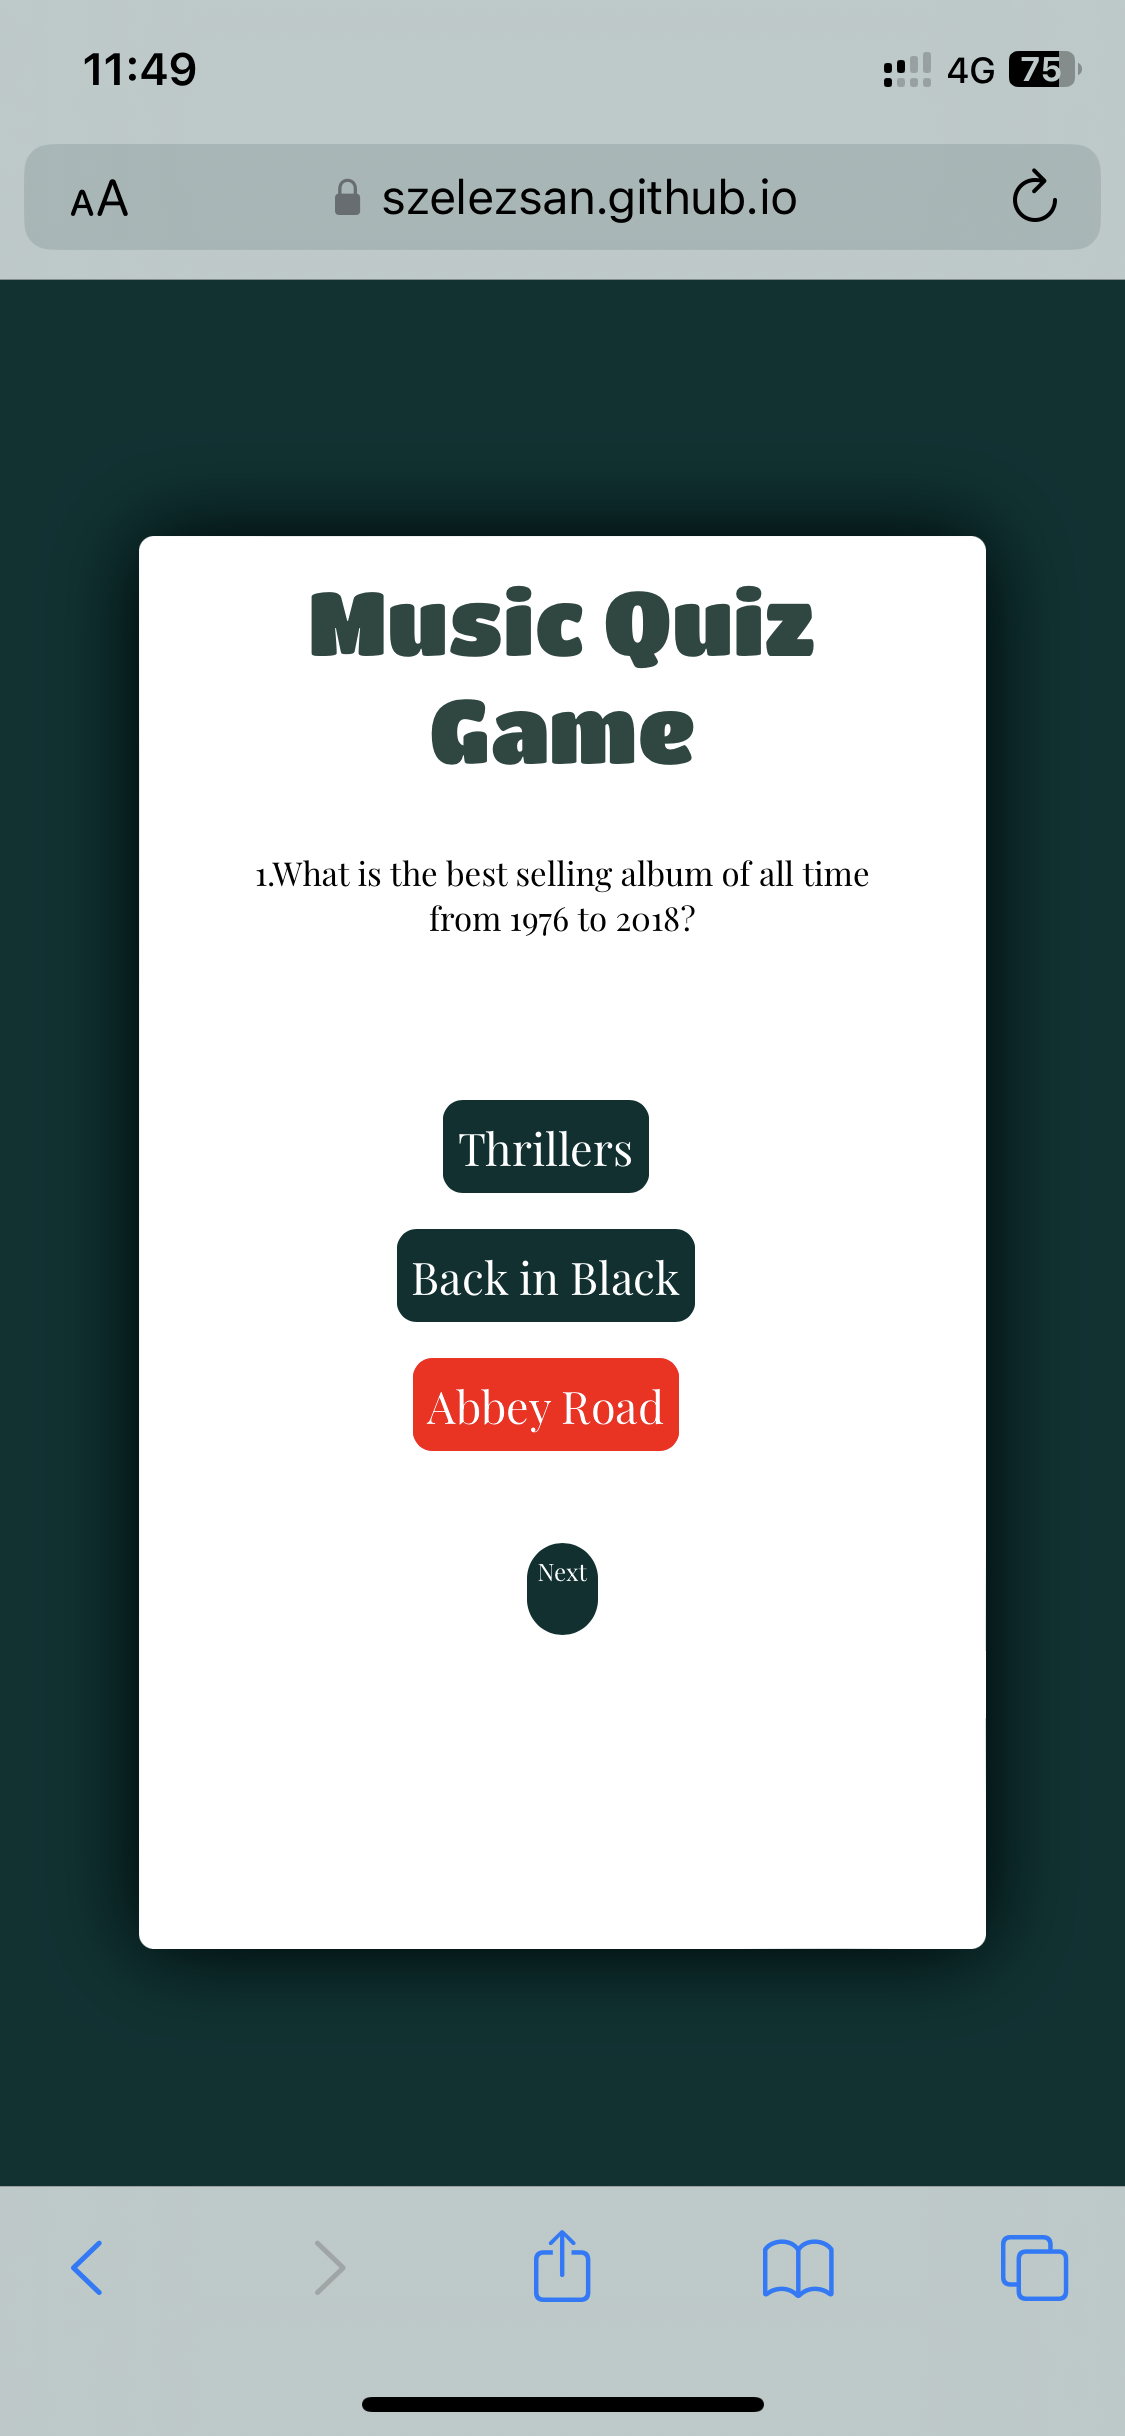 11:49
4G 75
AA szelezsan.github.io
Music Quiz
Game
1.What is the best selling album of all time
from 1976 to 2018?
Thrillers
Back in Black
Abbey Road
Next